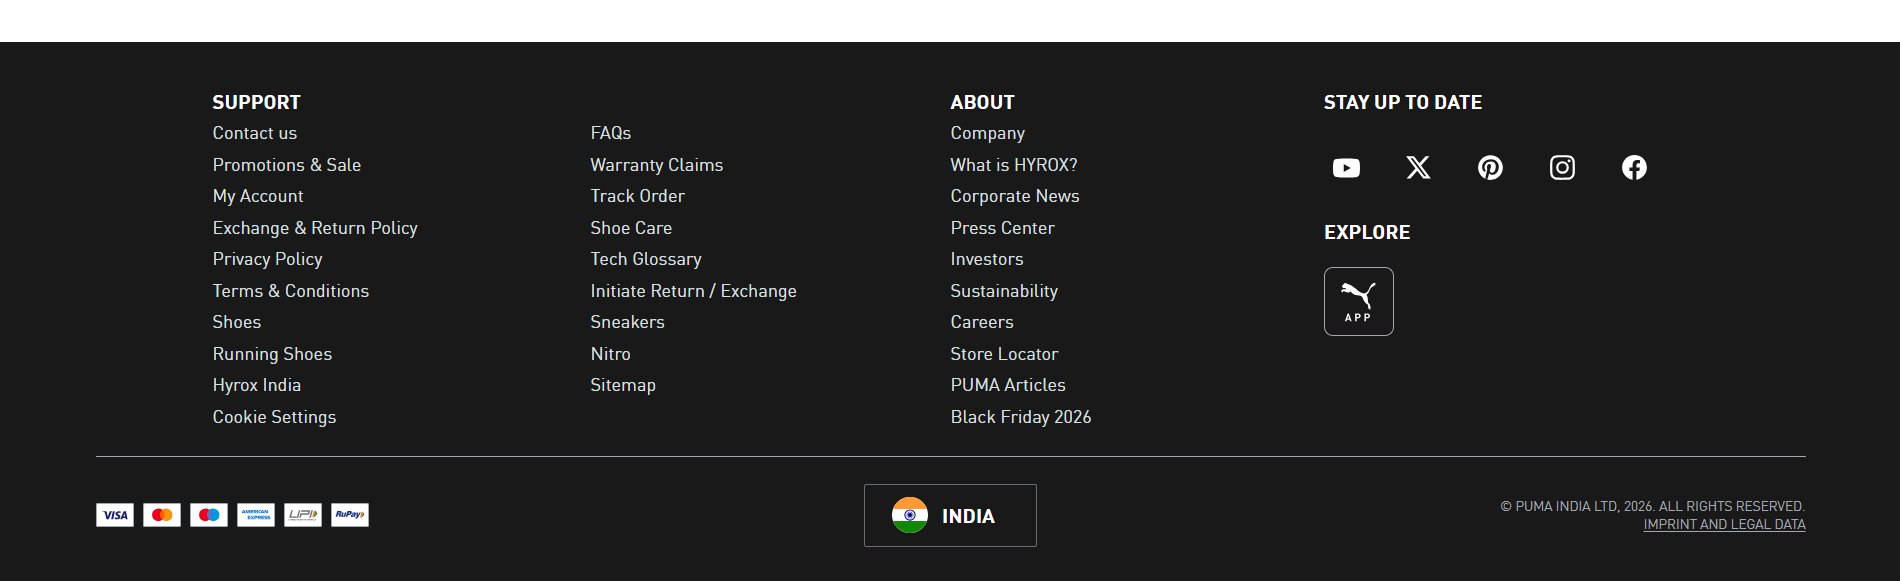 SUPPORT
Contact us
Promotions & Sale
My Account
Exchange & Return Policy
Privacy Policy
Terms & Conditions
Shoes
Running Shoes
Hyrox India
Cookie Settings
FAQs
Warranty Claims
Track Order
Shoe Care
Tech Glossary
Initiate Return / Exchange
Sneakers
Nitro
Sitemap
ABOUT
Company
What is HYROX?
Corporate News
Press Center
Investors
Sustainability
Careers
Store Locator
PUMA Articles
Black Friday 2026
STAY UP TO DATE
EXPLORE
APP
VISA
AMERICAN
EXPRESS
UPI
RuPay
INDIA
© PUMA INDIA LTD, 2026. ALL RIGHTS RESERVED.
IMPRINT AND LEGAL DATA